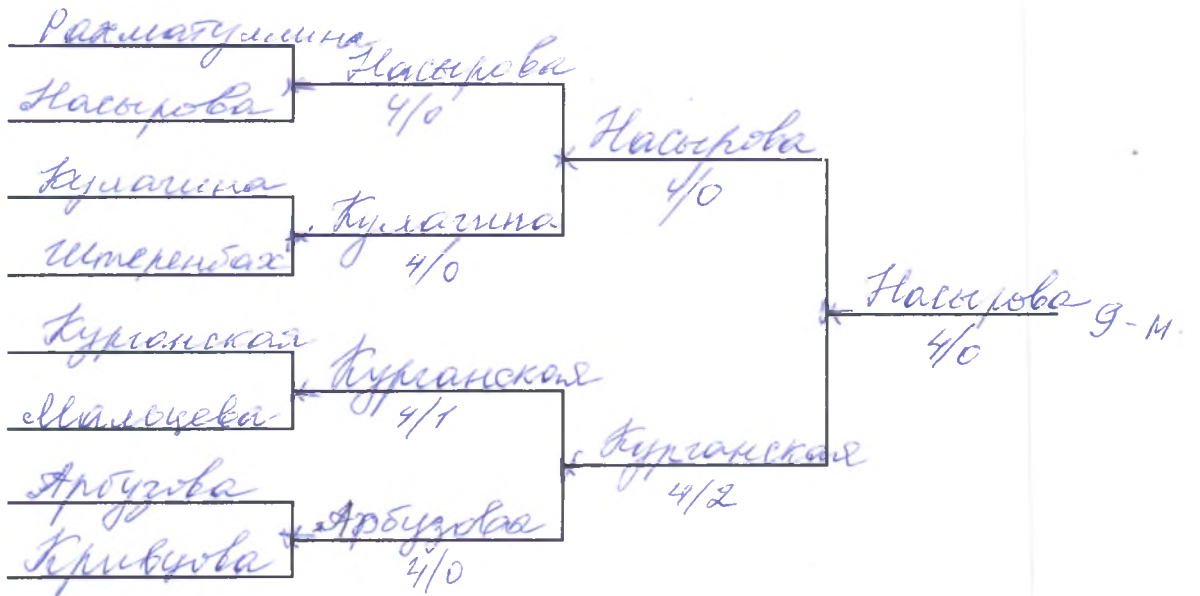 Рахматуллина
Насырова
Насырова
4/0
Кулагина
Штеренбах
Кулагина
4/0
Насырова
4/0
Курганская
Мальцева
Курганская
4/1
Арбузова
Кривцова
Арбузова
4/0
Курганская
4/2
Насырова
4/0
9-м.